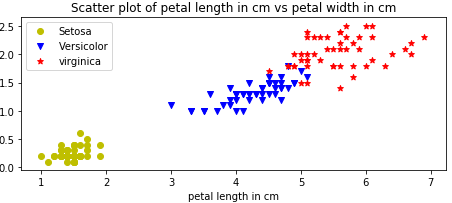 Scatter plot of petal length in cm vs petal width in cm
Setosa
Versicolor
virginica
2.5
2.0
1.5
1.0
0.5
0.0
1 2 3 4 5 6 7
petal length in cm